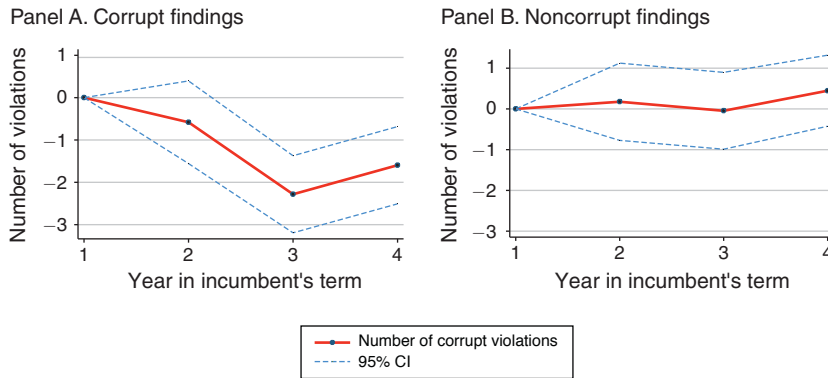 Panel A. Corrupt findings
Number of violations
1
0
−1
−2
−3
1 2 3 4
Year in incumbent's term
Panel B. Noncorrupt findings
Number of violations
1
0
−1
−2
−3
1 2 3 4
Year in incumbent's term
Number of corrupt violations
95% CI